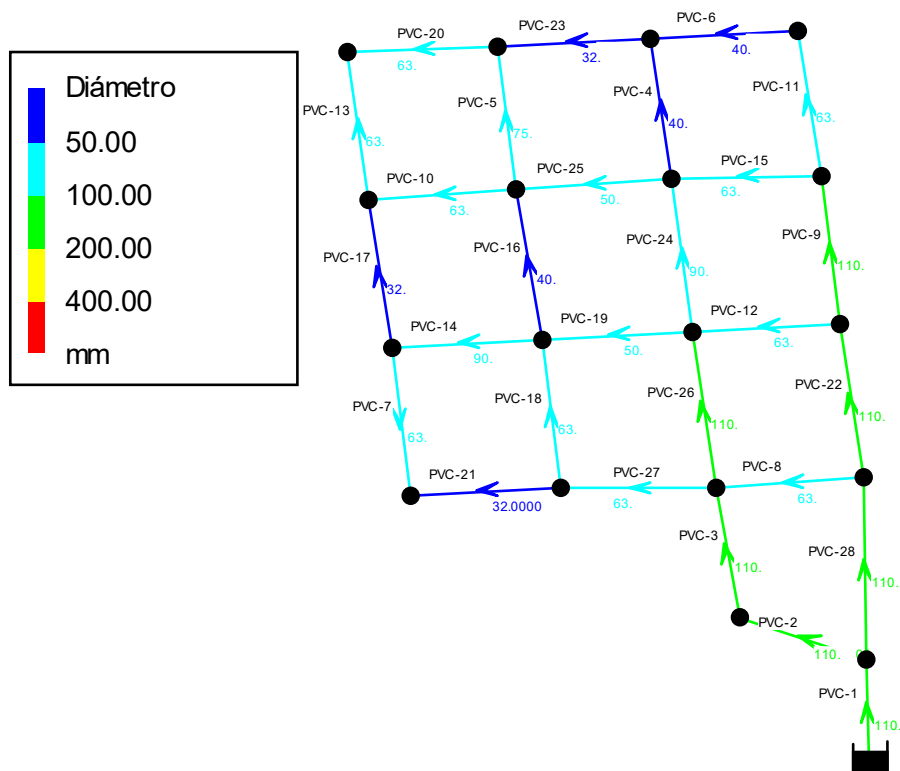 Diámetro
50.00
100.00
200.00
400.00
mm
PVC-20
63.
PVC-23
32.
PVC-6
40.
PVC-13
63.
PVC-5
75.
PVC-4
40.
PVC-11
63.
PVC-10
63.
PVC-25
50.
PVC-15
63.
PVC-17
32.
PVC-16
40.
PVC-24
90.
PVC-9
110.
PVC-14
90.
PVC-19
50.
PVC-12
63.
PVC-7
63.
PVC-18
63.
PVC-26
110.
PVC-22
110.
PVC-21
32.0000
PVC-27
63.
PVC-8
63.
PVC-3
110.
PVC-28
110.
PVC-2
110.
PVC-1
110.